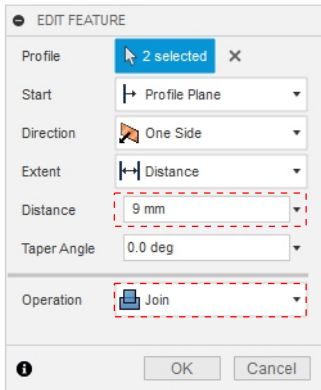 EDIT FEATURE
Profile 2 selected
Start Profile Plane
Direction One Side
Extent Distance
Distance 9 mm
Taper Angle 0.0 deg
Operation Join
OK Cancel